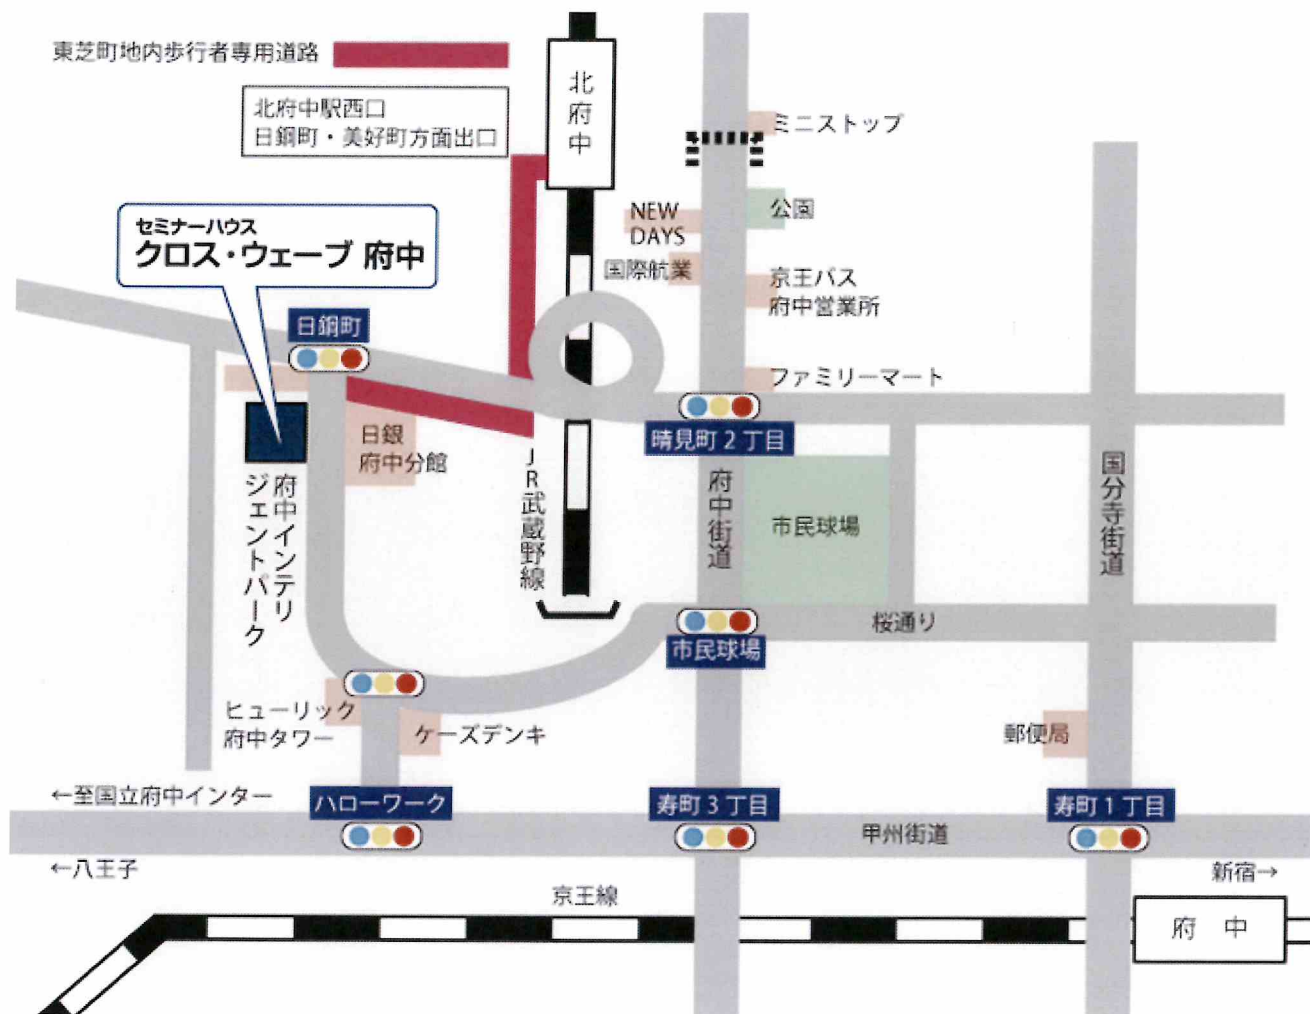 東芝町地内歩行者専用道路
北府中駅西口
日鋼町・美好町方面出口
北府中
ミニストップ
セミナーハウス
クロス・ウェーブ 府中
NEW
DAYS
公園
国際航業
京王バス
府中営業所
日鋼町
ファミリーマート
晴見町2丁目
日銀
府中分館
JR武蔵野線
府中街道
国分寺街道
市民球場
府中インテリ
ジェントパーク
桜通り
市民球場
ヒューリック
府中タワー
ケーズデンキ
郵便局
←至国立府中インター
ハローワーク
寿町3丁目
寿町1丁目
甲州街道
←八王子
新宿→
京王線
府中